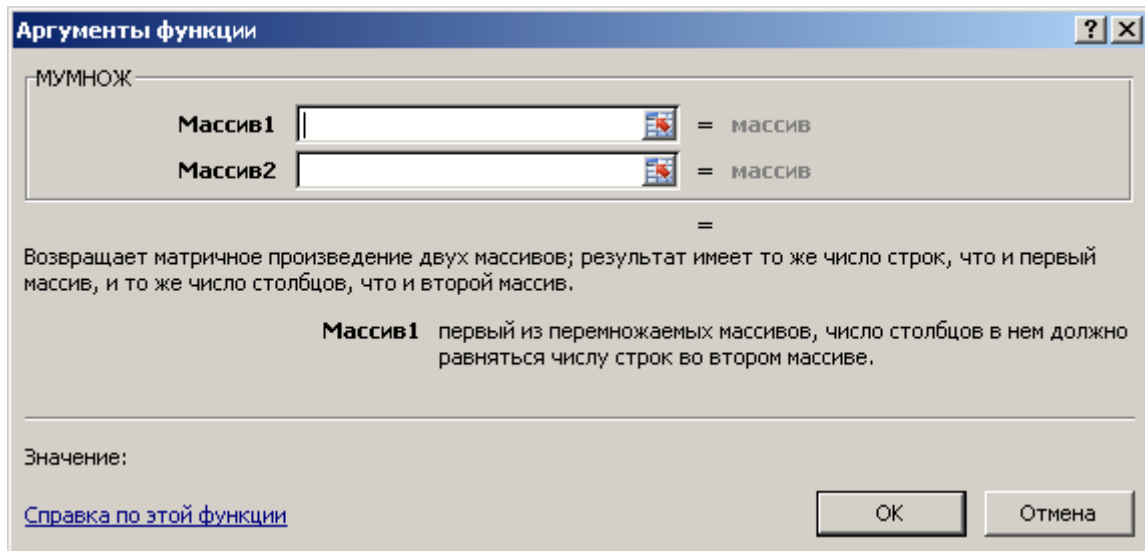 Аргументы функции
МУМНОЖ
Массив1 = массив
Массив2 = массив
=
Возвращает матричное произведение двух массивов; результат имеет то же число строк, что и первый
массив, и то же число столбцов, что и второй массив.
Массив1 первый из перемножаемых массивов, число столбцов в нем должно
равняться числу строк во втором массиве.
Значение:
Справка по этой функции
ОК
Отмена